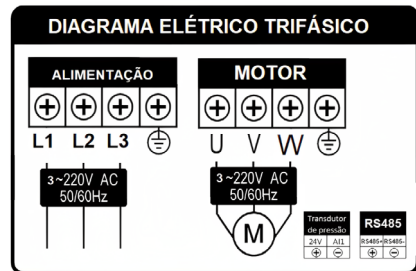 DIAGRAMA ELÉTRICO TRIFÁSICO
ALIMENTAÇÃO
L1 L2 L3
3~220V AC
50/60Hz
MOTOR
U V W
3~220V AC
50/60Hz
M
Transdutor
de pressão
24V AI1
RS485
RS485+ RS485-